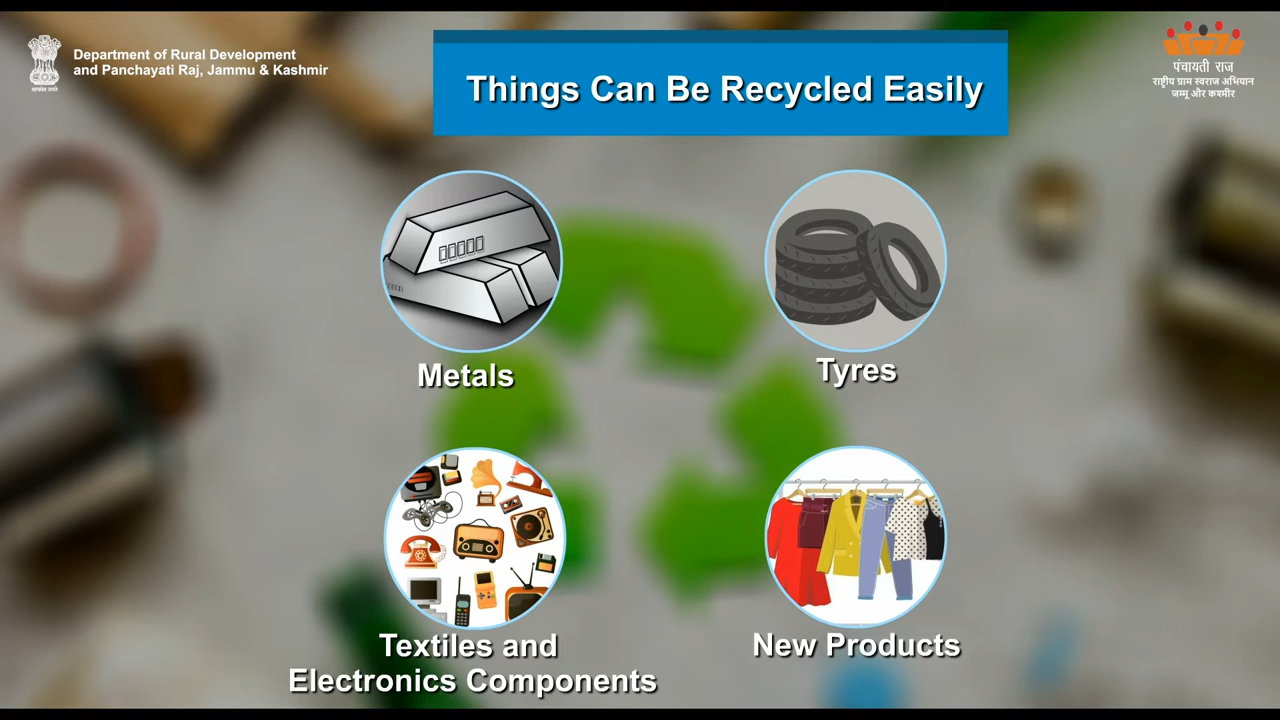 Department of Rural Development
and Panchayati Raj, Jammu & Kashmir
Things Can Be Recycled Easily
पंचायती राज
राष्ट्रीय ग्राम स्वराज अभियान
जम्मू और कश्मीर
Metals
Tyres
Textiles and
Electronics Components
New Products